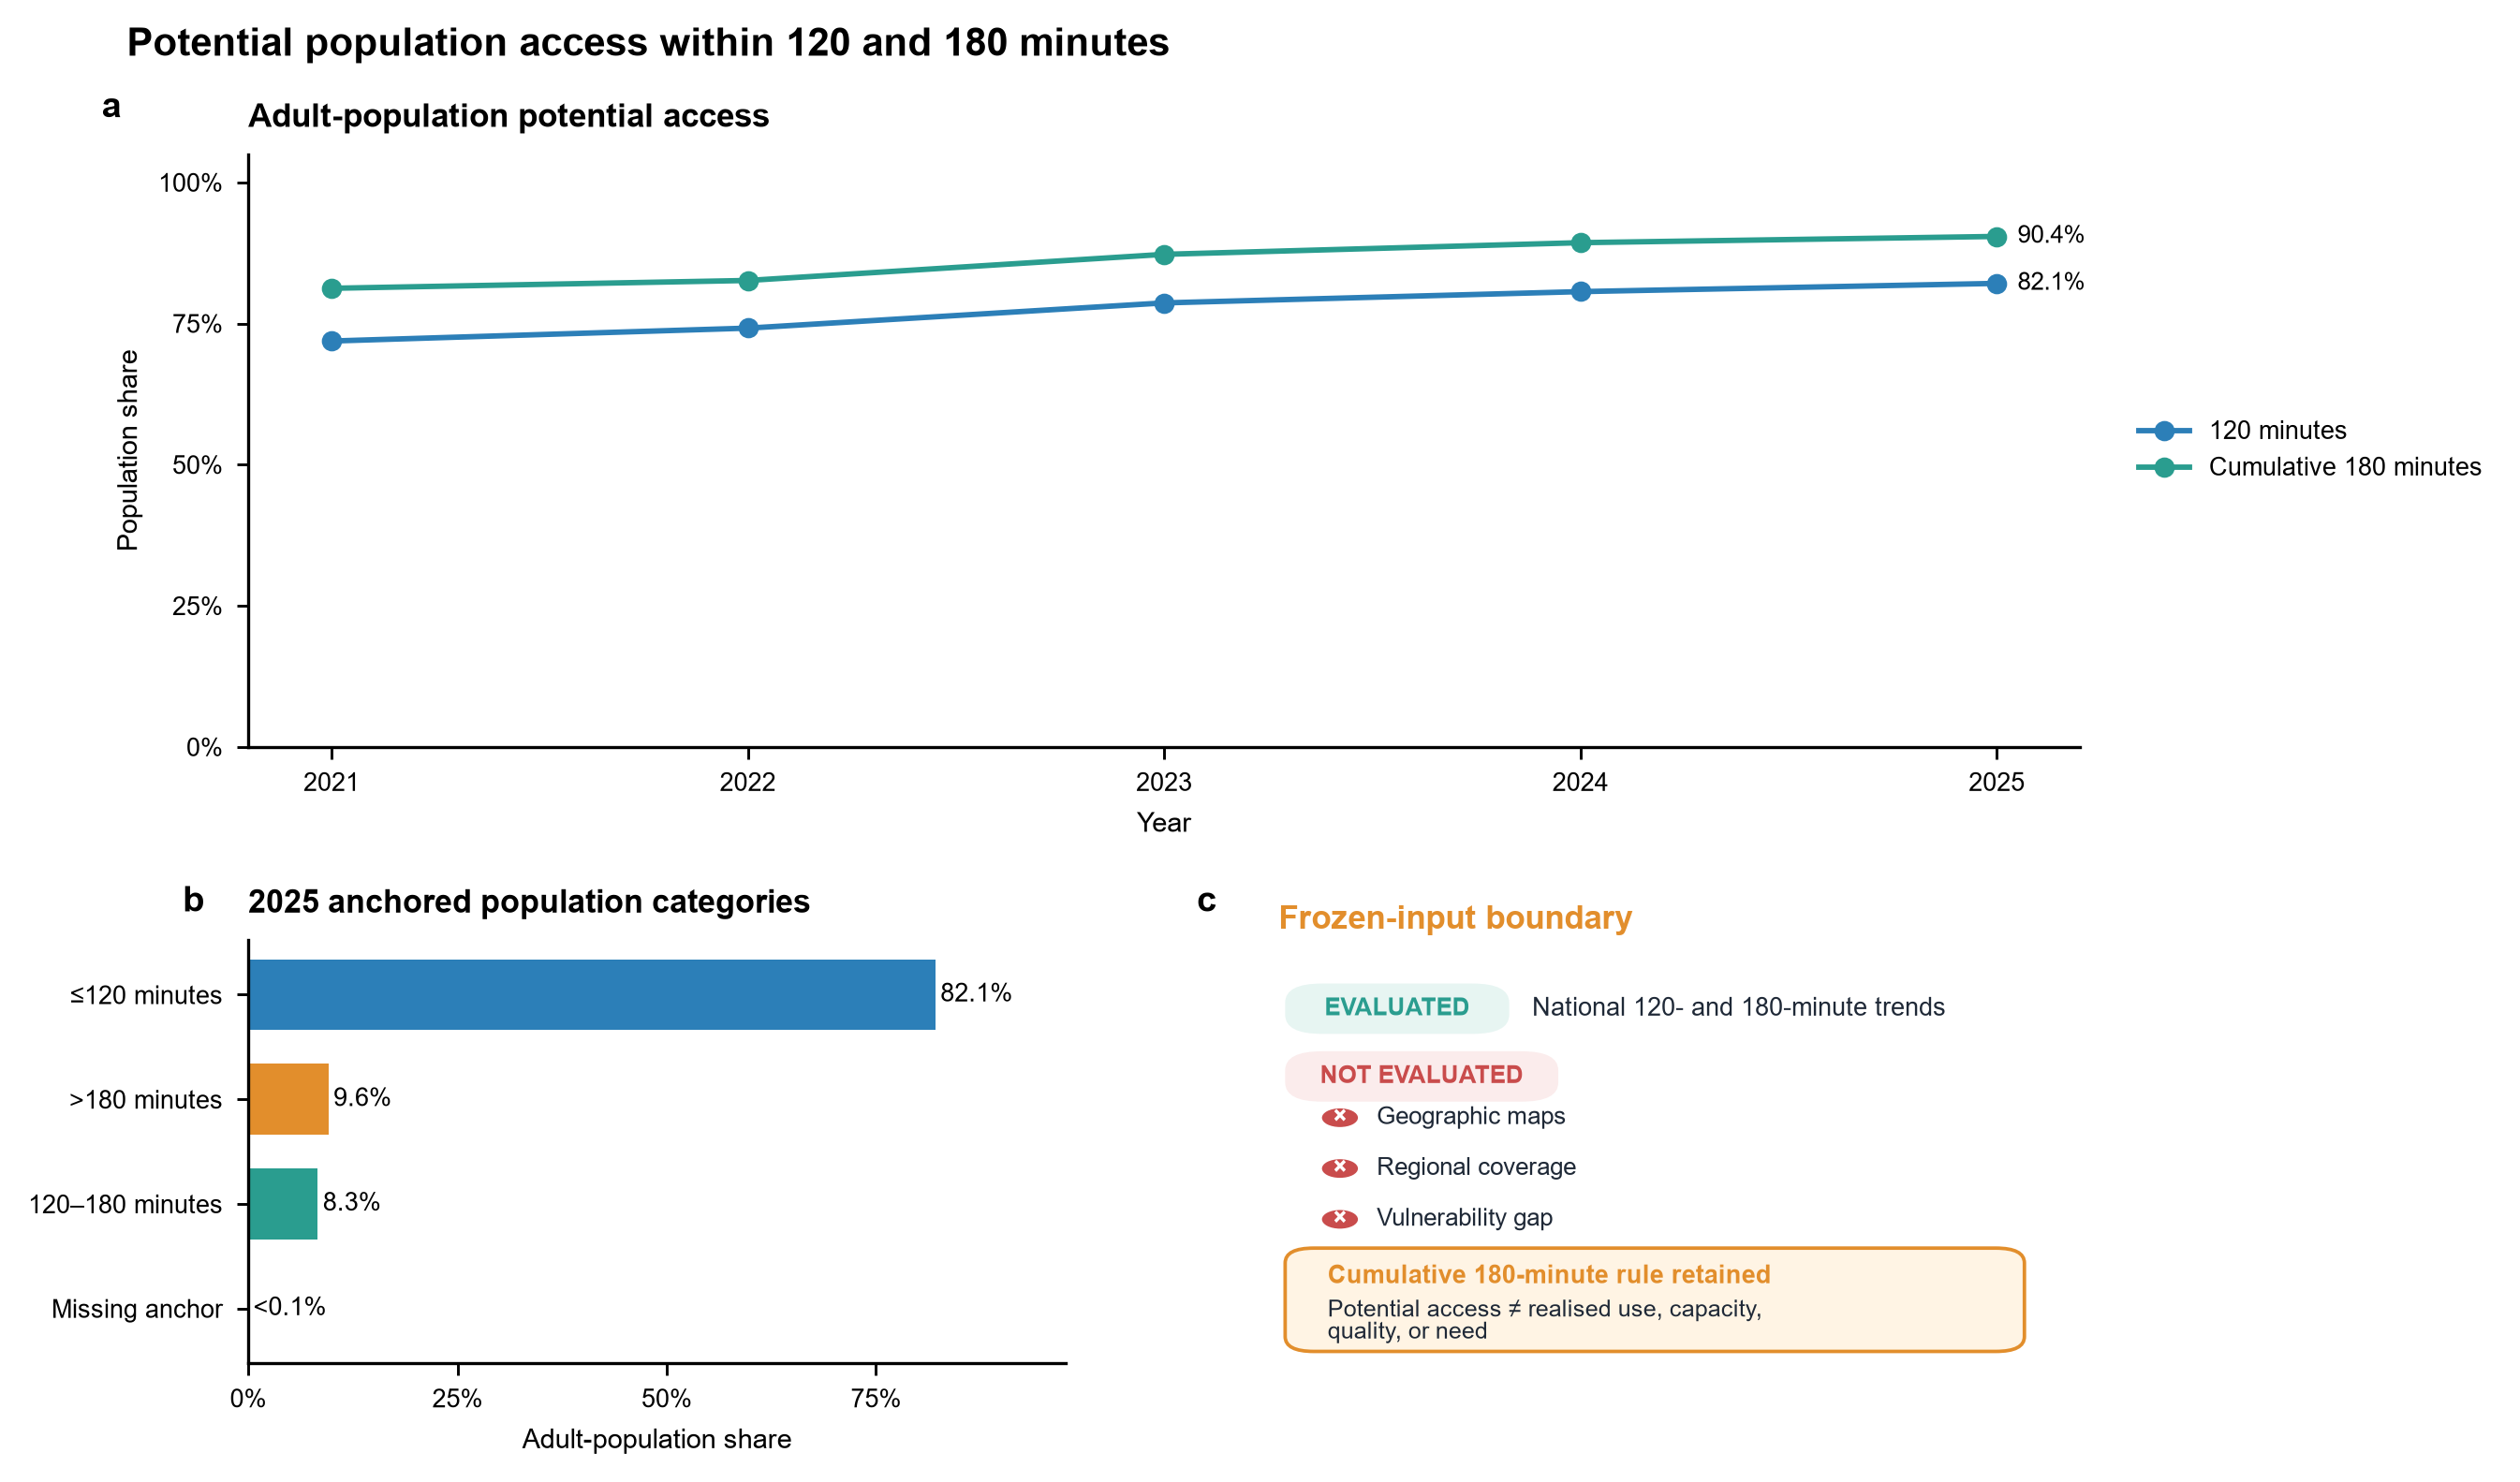 Potential population access within 120 and 180 minutes
a
Adult-population potential access
100%
75%
50%
25%
0%
Population share
90.4%
82.1%
120 minutes
Cumulative 180 minutes
2021
2022
2023
2024
2025
Year
b
2025 anchored population categories
≤120 minutes
82.1%
>180 minutes
9.6%
120–180 minutes
8.3%
Missing anchor
<0.1%
0%
25%
50%
75%
Adult-population share
c
Frozen-input boundary
EVALUATED
National 120- and 180-minute trends
NOT EVALUATED
Geographic maps
Regional coverage
Vulnerability gap
Cumulative 180-minute rule retained
Potential access ≠ realised use, capacity,
quality, or need